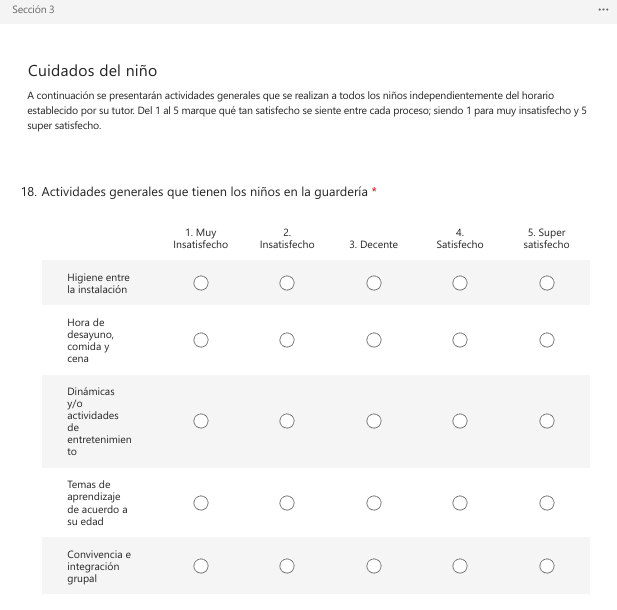 Sección 3
Cuidados del niño
A continuación se presentarán actividades generales que se realizan a todos los niños independientemente del horario
establecido por su tutor. Del 1 al 5 marque qué tan satisfecho se siente entre cada proceso; siendo 1 para muy insatisfecho y 5
super satisfecho.
18. Actividades generales que tienen los niños en la guardería *
1. Muy
Insatisfecho
2.
Insatisfecho
3. Decente
4.
Satisfecho
5. Super
satisfecho
Higiene entre
la instalación
Hora de
desayuno,
comida y
cena
Dinámicas
y/o
actividades
de
entretenimien
to
Temas de
aprendizaje
de acuerdo a
su edad
Convivencia e
integración
grupal